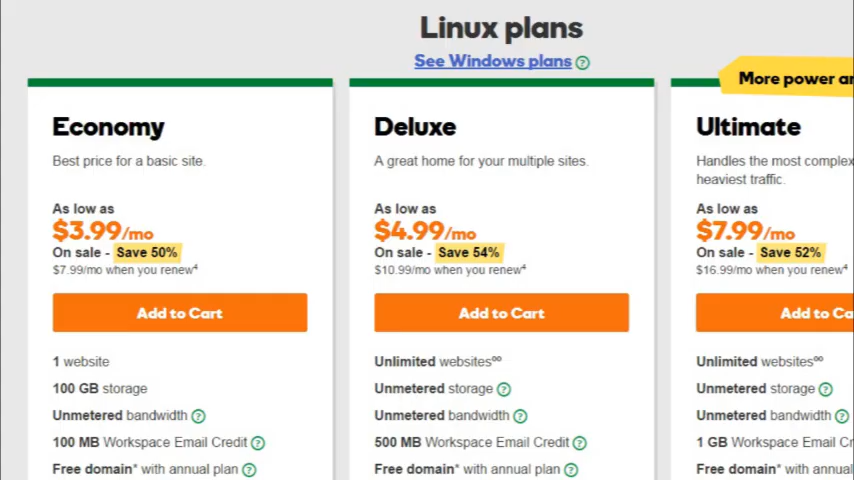 Linux plans
See Windows plans ?
More power
Economy
Best price for a basic site.
As low as
$3.99/mo
On sale - Save 50%
$7.99/mo when you renew⁴
Add to Cart
1 website
100 GB storage
Unmetered bandwidth ?
100 MB Workspace Email Credit ?
Free domain* with annual plan ?
Deluxe
A great home for your multiple sites.
As low as
$4.99/mo
On sale - Save 54%
$10.99/mo when you renew⁴
Add to Cart
Unlimited websites∞
Unmetered storage ?
Unmetered bandwidth ?
500 MB Workspace Email Credit ?
Free domain* with annual plan ?
Ultimate
Handles the most complex
heaviest traffic.
As low as
$7.99/mo
On sale - Save 52%
$16.99/mo when you renew⁴
Add to Ca
Unlimited websites∞
Unmetered storage ?
Unmetered bandwidth ?
1 GB Workspace Email Cr
Free domain* with annual